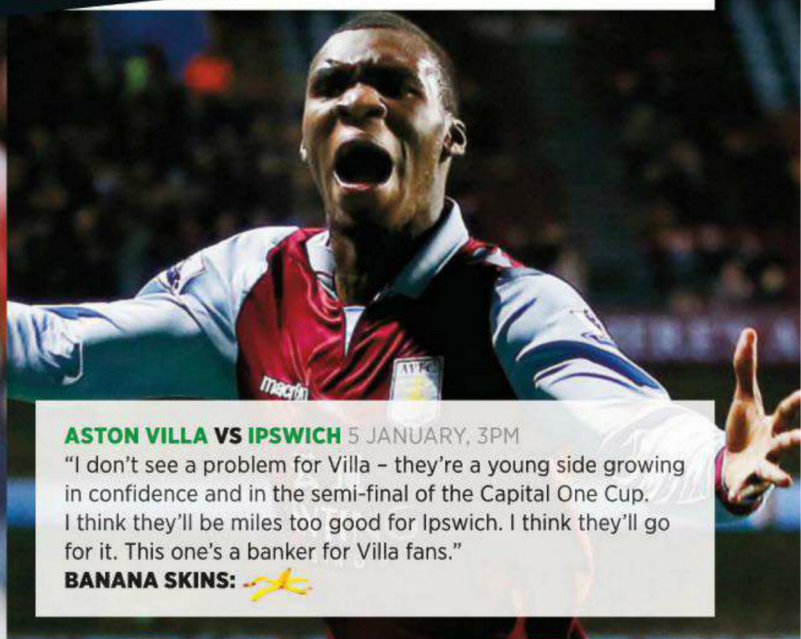 macron
AVFC
ASTON VILLA VS IPSWICH 5 JANUARY, 3PM
“I don’t see a problem for Villa – they’re a young side growing
in confidence and in the semi-final of the Capital One Cup.
I think they’ll be miles too good for Ipswich. I think they’ll go
for it. This one’s a banker for Villa fans.”
BANANA SKINS: